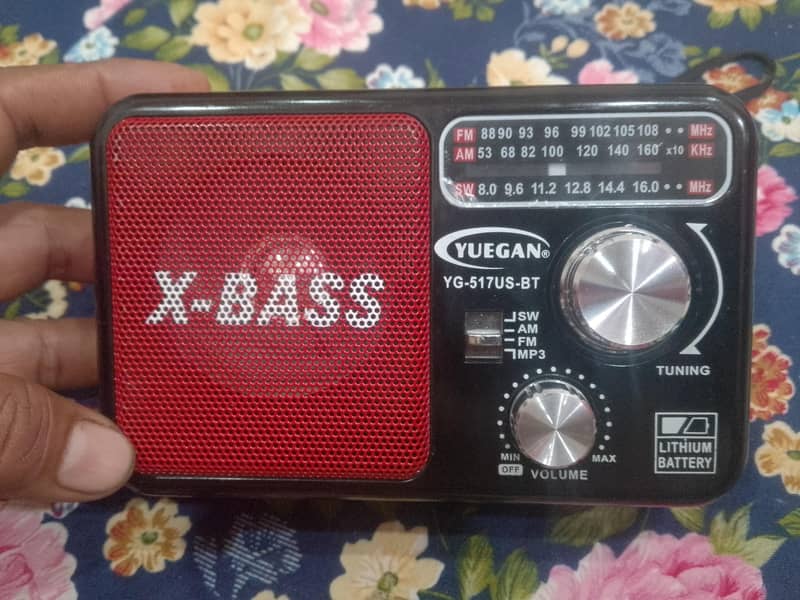 X-BASS
FM 88 90 93 96 99 102 105 108 •• MHz
AM 53 68 82 100 120 140 160 x10 KHz
SW 8.0 9.6 11.2 12.8 14.4 16.0 •• MHz
YUEGAN®
YG-517US-BT
SW
AM
FM
MP3
TUNING
MIN
MAX
OFF
VOLUME
LITHIUM
BATTERY